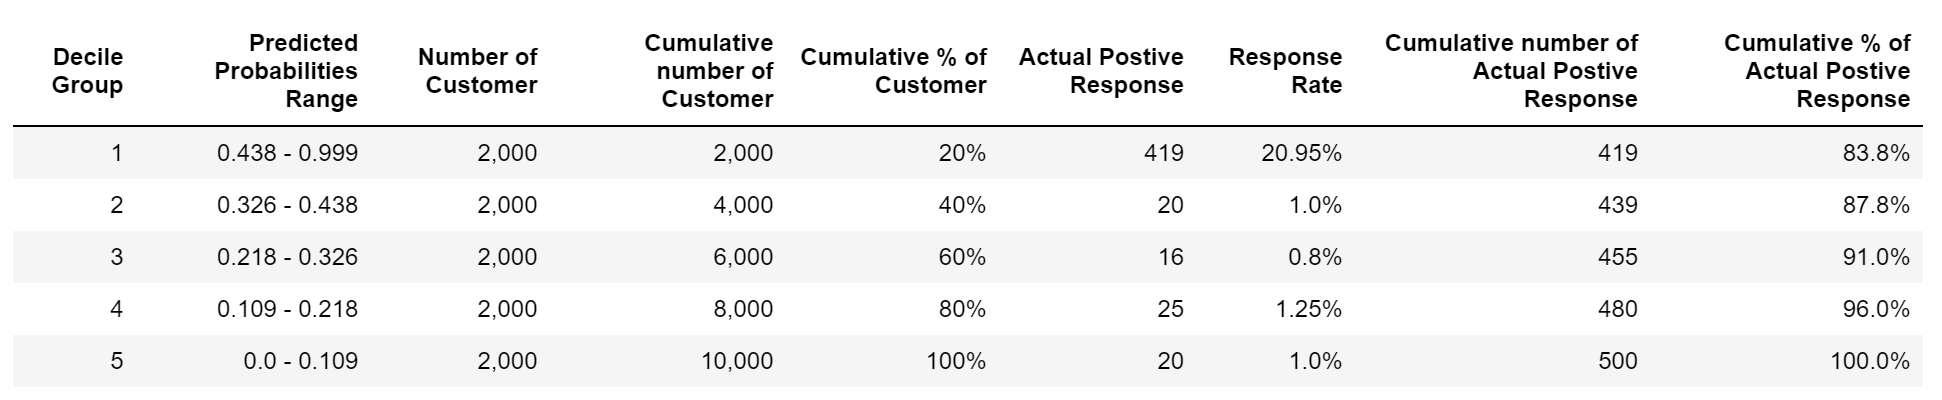 Decile Group Predicted Probabilities Range Number of Customer Cumulative number of Customer Cumulative % of Customer Actual Postive Response Response Rate Cumulative number of Actual Postive Response Cumulative % of Actual Postive Response
1 0.438 - 0.999 2,000 2,000 20% 419 20.95% 419 83.8%
2 0.326 - 0.438 2,000 4,000 40% 20 1.0% 439 87.8%
3 0.218 - 0.326 2,000 6,000 60% 16 0.8% 455 91.0%
4 0.109 - 0.218 2,000 8,000 80% 25 1.25% 480 96.0%
5 0.0 - 0.109 2,000 10,000 100% 20 1.0% 500 100.0%